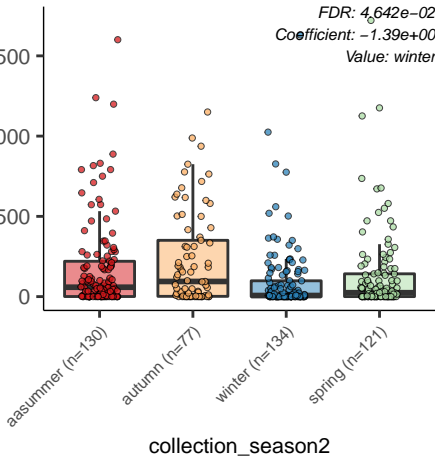 FDR: 4.642e−02
Coefficient: −1.39e+00
Value: winter
500
000
500
0
aasummer (n=130)
autumn (n=77)
winter (n=134)
spring (n=121)
collection_season2